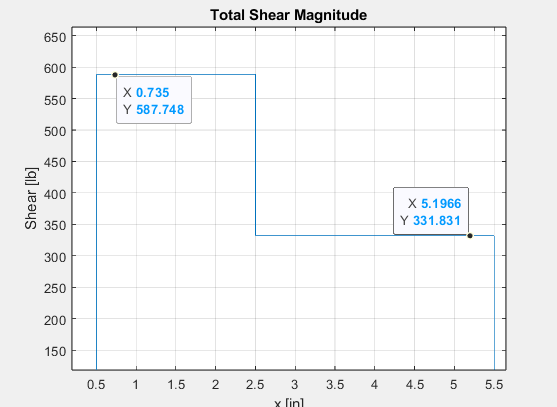 Total Shear Magnitude
Shear [lb]
650
600
550
500
450
400
350
300
250
200
150
X 0.735
Y 587.748
X 5.1966
Y 331.831
0.5 1 1.5 2 2.5 3 3.5 4 4.5 5 5.5
x [in]